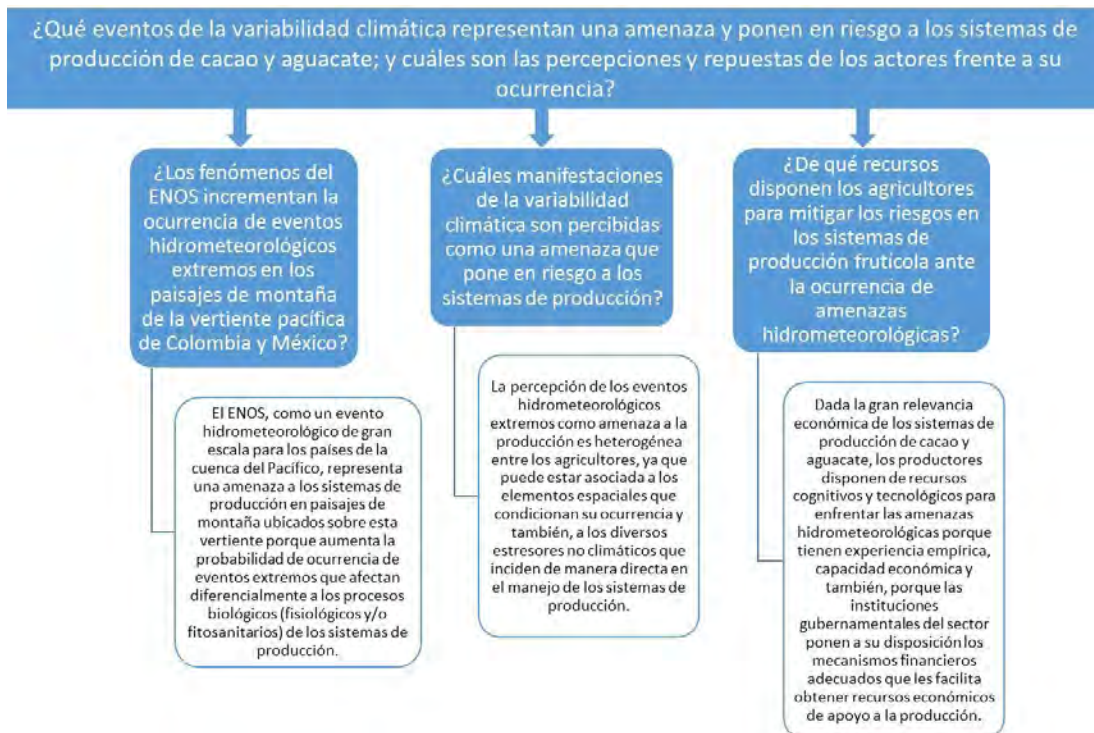 ¿Qué eventos de la variabilidad climática representan una amenaza y ponen en riesgo a los sistemas de
producción de cacao y aguacate; y cuáles son las percepciones y repuestas de los actores frente a su
ocurrencia?
¿Los fenómenos del
ENOS incrementan la
ocurrencia de eventos
hidrometeorológicos
extremos en los
paisajes de montaña
de la vertiente pacífica
de Colombia y México?
El ENOS, como un evento
hidrometeorológico de gran
escala para los países de la
cuenca del Pacífico, representa
una amenaza a los sistemas de
producción en paisajes de
montaña ubicados sobre esta
vertiente porque aumenta la
probabilidad de ocurrencia de
eventos extremos que afectan
diferencialmente a los procesos
biológicos (fisiológicos y/o
fitosanitarios) de los sistemas de
producción.
¿Cuáles manifestaciones
de la variabilidad
climática son percibidas
como una amenaza que
pone en riesgo a los
sistemas de producción?
La percepción de los eventos
hidrometeorológicos
extremos como amenaza a la
producción es heterogénea
entre los agricultores, ya que
puede estar asociada a los
elementos espaciales que
condicionan su ocurrencia y
también, a los diversos
estresores no climáticos que
inciden de manera directa en
el manejo de los sistemas de
producción.
¿De qué recursos
disponen los agricultores
para mitigar los riesgos en
los sistemas de
producción frutícola ante
la ocurrencia de
amenazas
hidrometeorológicas?
Dada la gran relevancia
económica de los sistemas de
producción de cacao y
aguacate, los productores
disponen de recursos
cognitivos y tecnológicos para
enfrentar las amenazas
hidrometeorológicas porque
tienen experiencia empírica,
capacidad económica y
también, porque las
instituciones
gubernamentales del sector
ponen a su disposición los
mecanismos financieros
adecuados que les facilita
obtener recursos económicos
de apoyo a la producción.